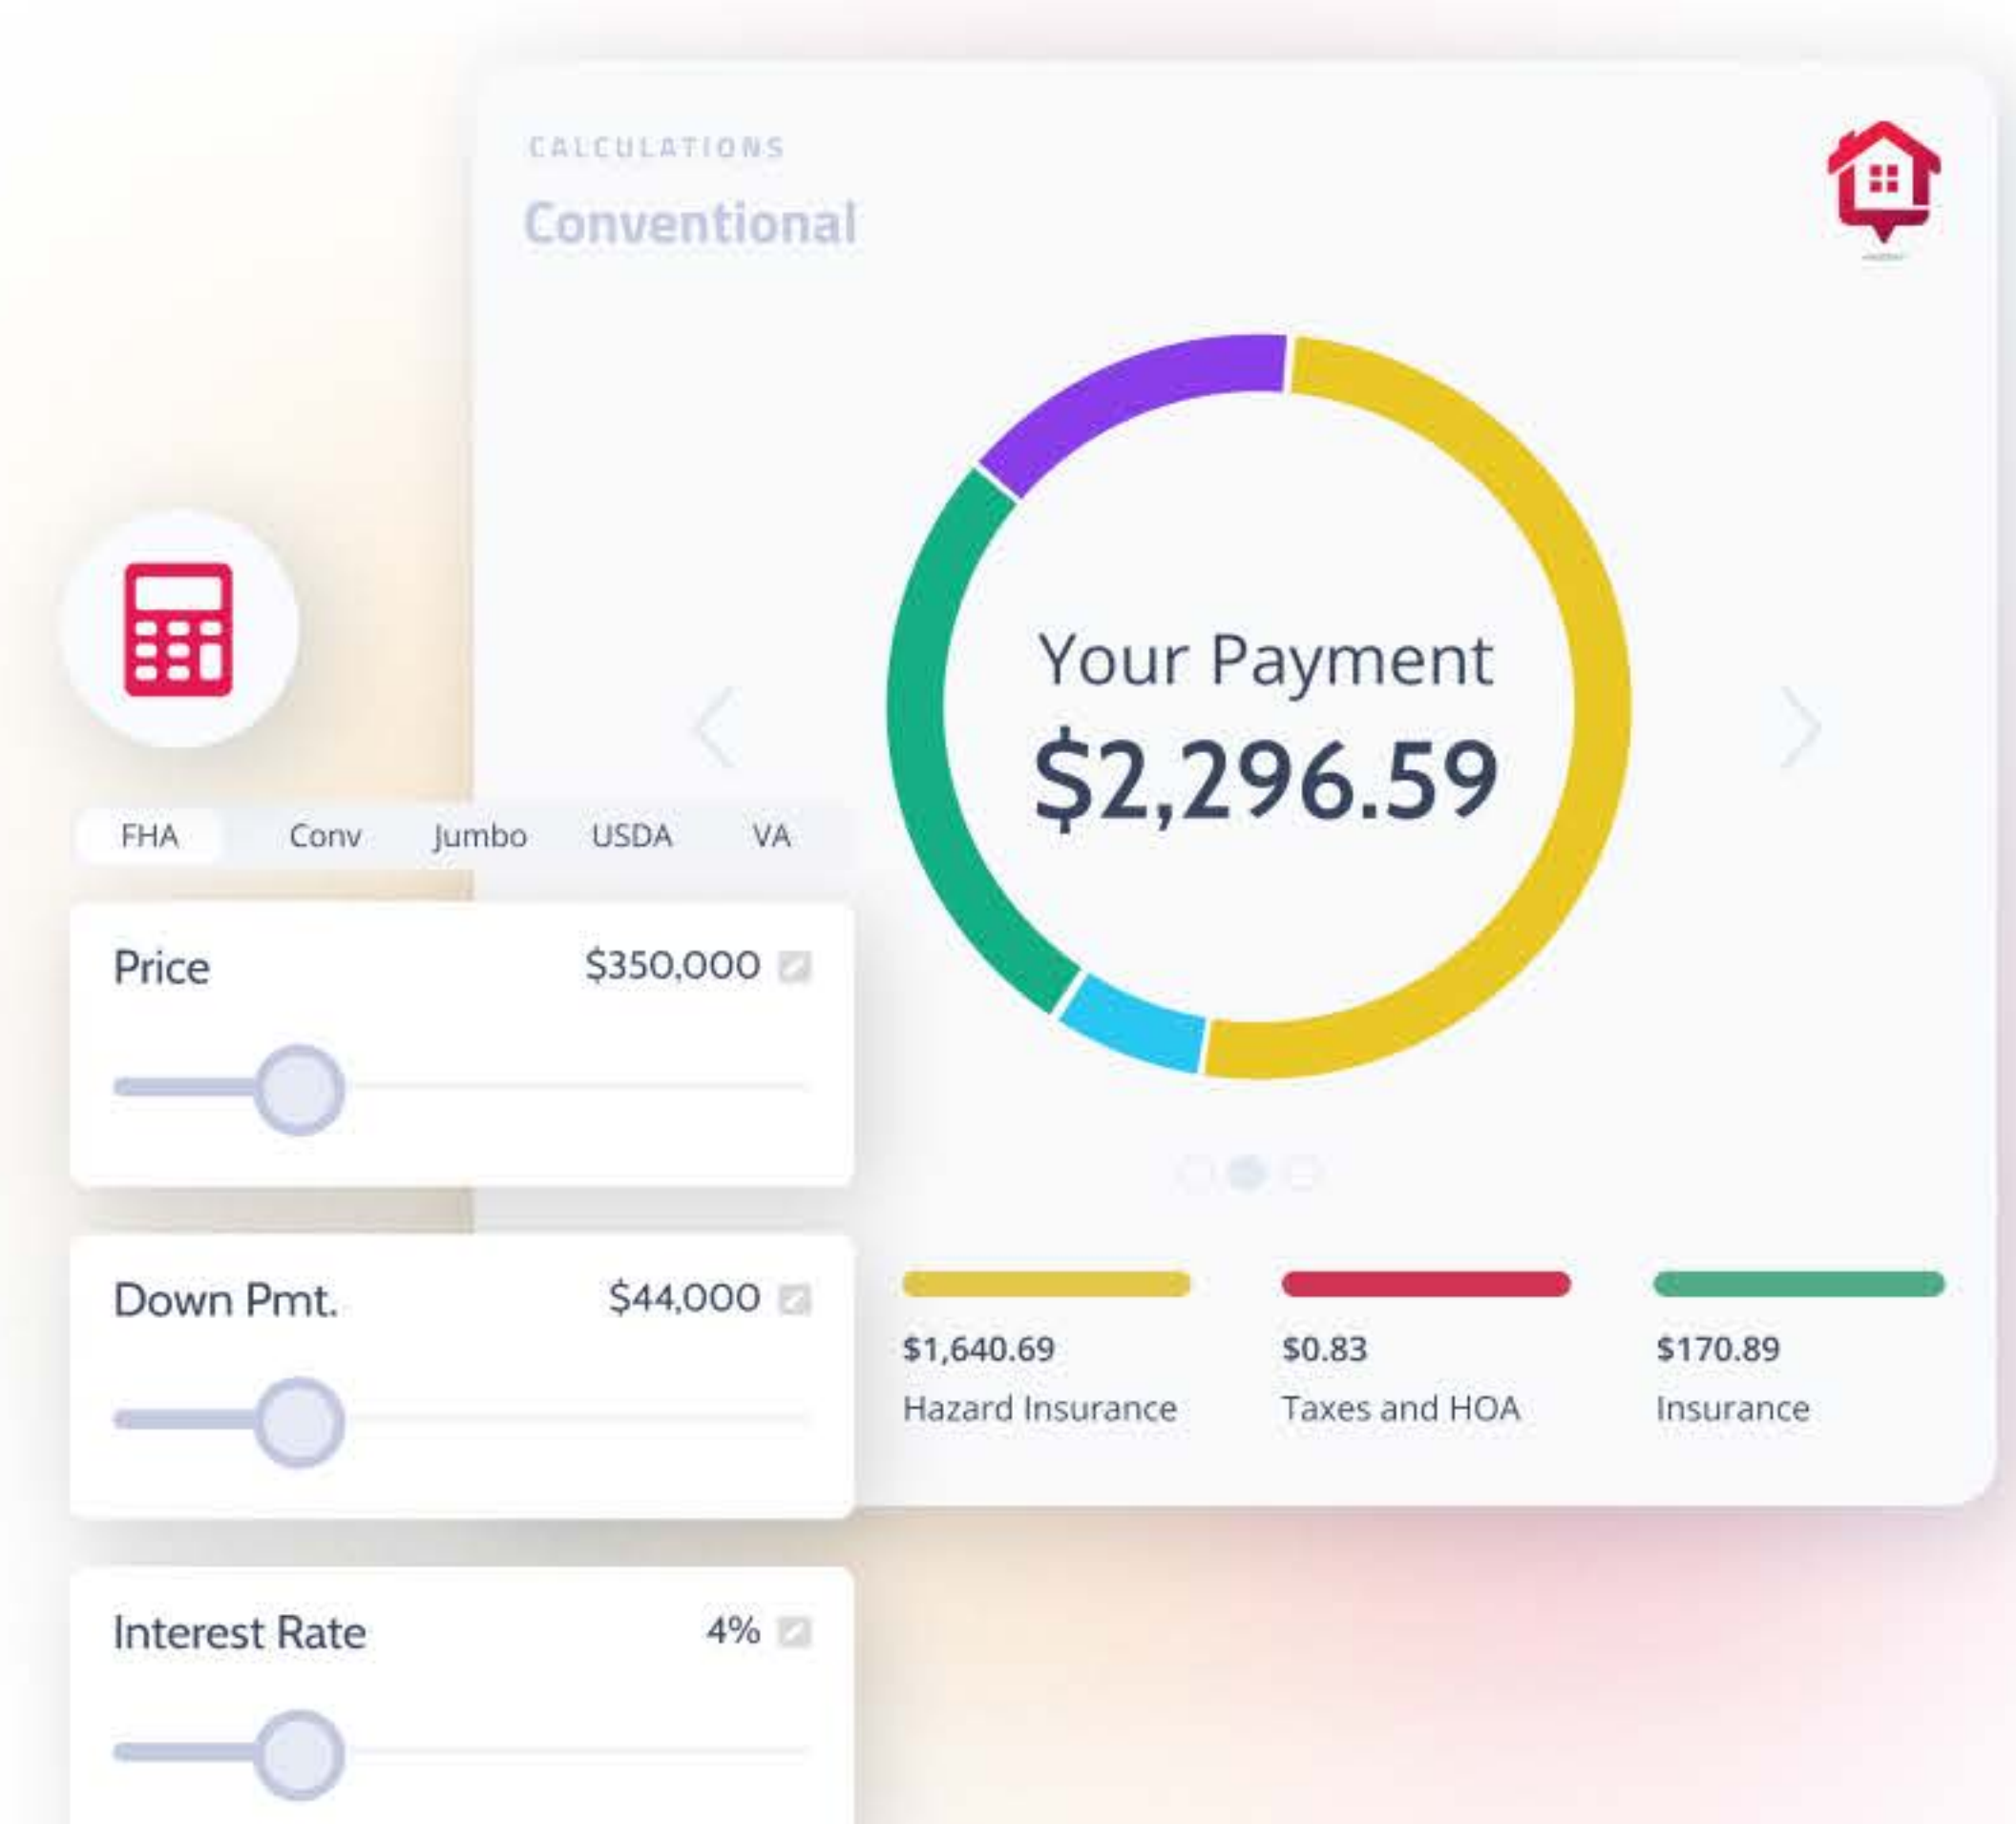 CALCULATIONS
Conventional
Your Payment
$2,296.59
FHA Conv Jumbo USDA VA
Price $350,000
Down Pmt. $44,000
Interest Rate 4%
$1,640.69 $0.83 $170.89
Hazard Insurance Taxes and HOA Insurance